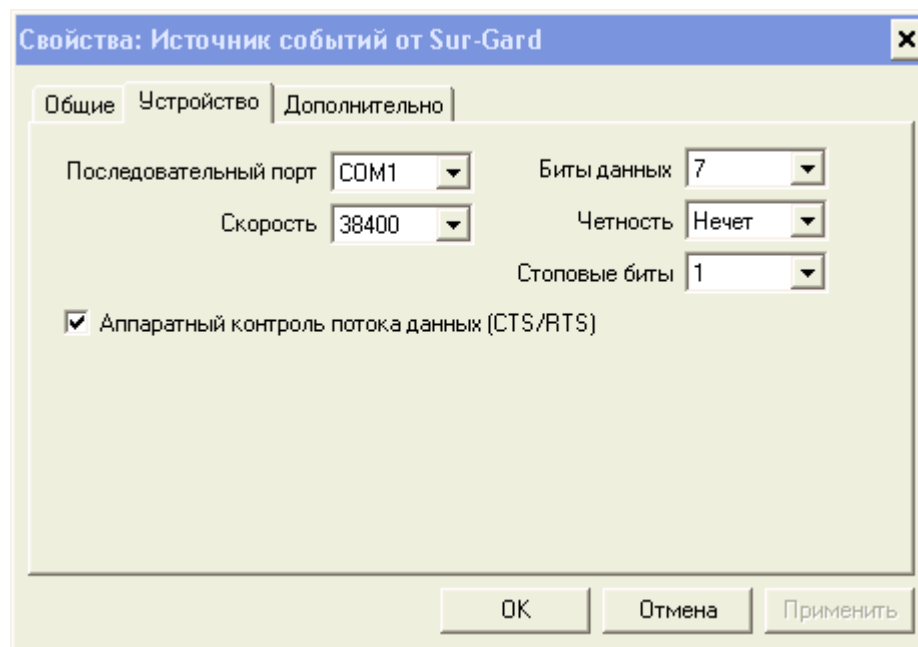 Свойства: Источник событий от Sur-Gard
Общие Устройство Дополнительно
Последовательный порт COM1 Биты данных 7
Скорость 38400 Четность Нечет
Стоповые биты 1
Аппаратный контроль потока данных (CTS/RTS)
OK Отмена Применить